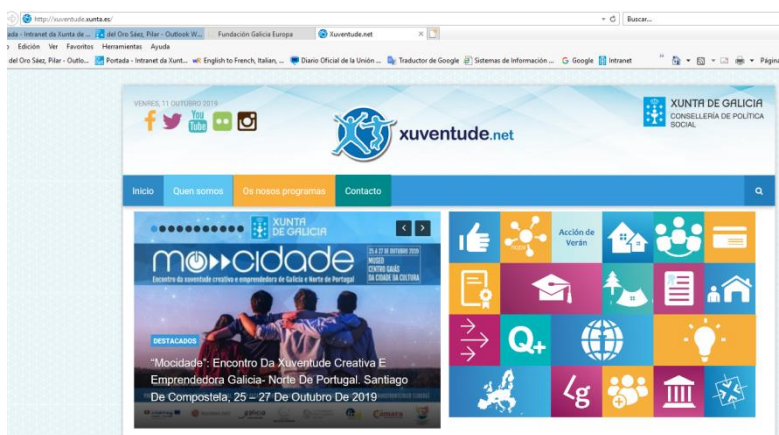 http://xuventude.xunta.es/
Buscar...
ada - Intranet da Xunta de ...
del Oro Sáez, Pilar - Outlook W...
Fundación Galicia Europa
Xuventude.net
Edición Ver Favoritos Herramientas Ayuda
del Oro Sáez, Pilar - Outlo...
Portada - Intranet da Xunt...
English to French, Italian, ...
Diario Oficial de la Unión ...
Traductor de Google
Sistemas de Información ...
Google
Intranet
Página
VENRES, 11 OUTUBRO 2019
You Tube
xuventude.net
XUNTA DE GALICIA
CONSELLERÍA DE POLÍTICA
SOCIAL
Inicio
Quen somos
Os nosos programas
Contacto
XUNTA
DE GALICIA
mocidade
25 A 27 DE OUTUBRO 2019
MUSEO
CENTRO GAIÁS
DA CIDADE DA CULTURA
Encontro da xuventude creativa e emprendedora de Galicia e Norte de Portugal
DESTACADOS
"Mocidade": Encontro Da Xuventude Creativa E
Emprendedora Galicia- Norte De Portugal. Santiago
De Compostela, 25 – 27 De Outubro De 2019
galicia
Cámara
Acción de
Verán
Q+
Lg